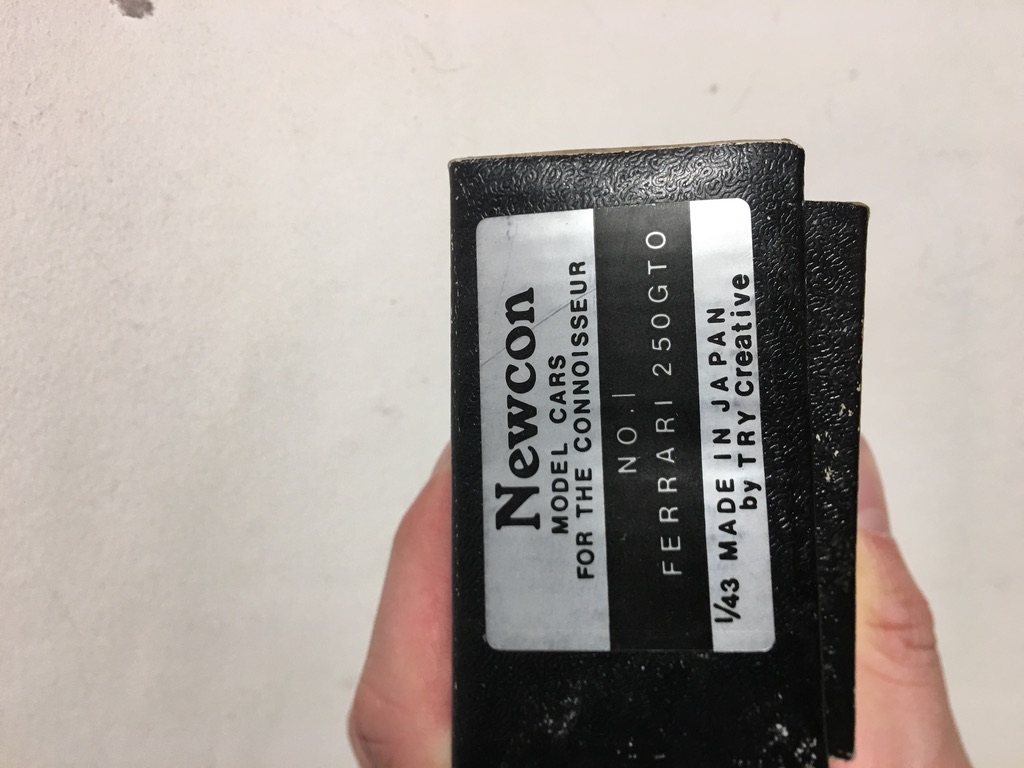 Newcon
MODEL CARS
FOR THE CONNOISSEUR
NO.1
FERRARI 250GTO
1/43 MADE IN JAPAN
by TRY Creative